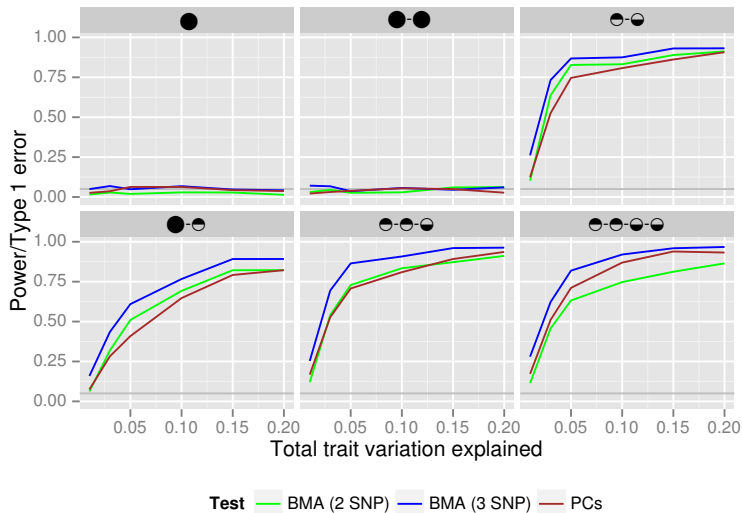 Power/Type 1 error
1.00
0.75
0.50
0.25
0.00
1.00
0.75
0.50
0.25
0.00
0.05 0.10 0.15 0.20 0.05 0.10 0.15 0.20 0.05 0.10 0.15 0.20
Total trait variation explained
Test BMA (2 SNP) BMA (3 SNP) PCs